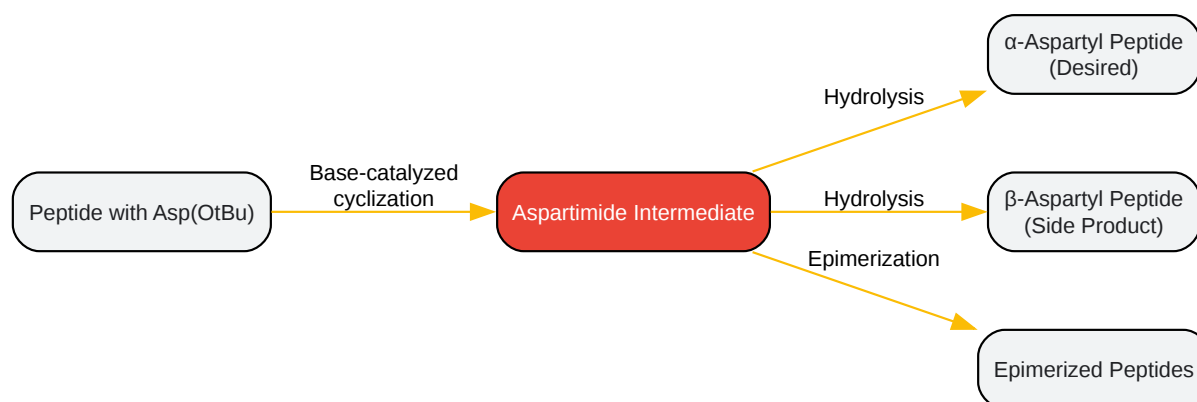 Peptide with Asp(OtBu)
Base-catalyzed
cyclization
Aspartimide Intermediate
Hydrolysis
α-Aspartyl Peptide
(Desired)
Hydrolysis
β-Aspartyl Peptide
(Side Product)
Epimerization
Epimerized Peptides